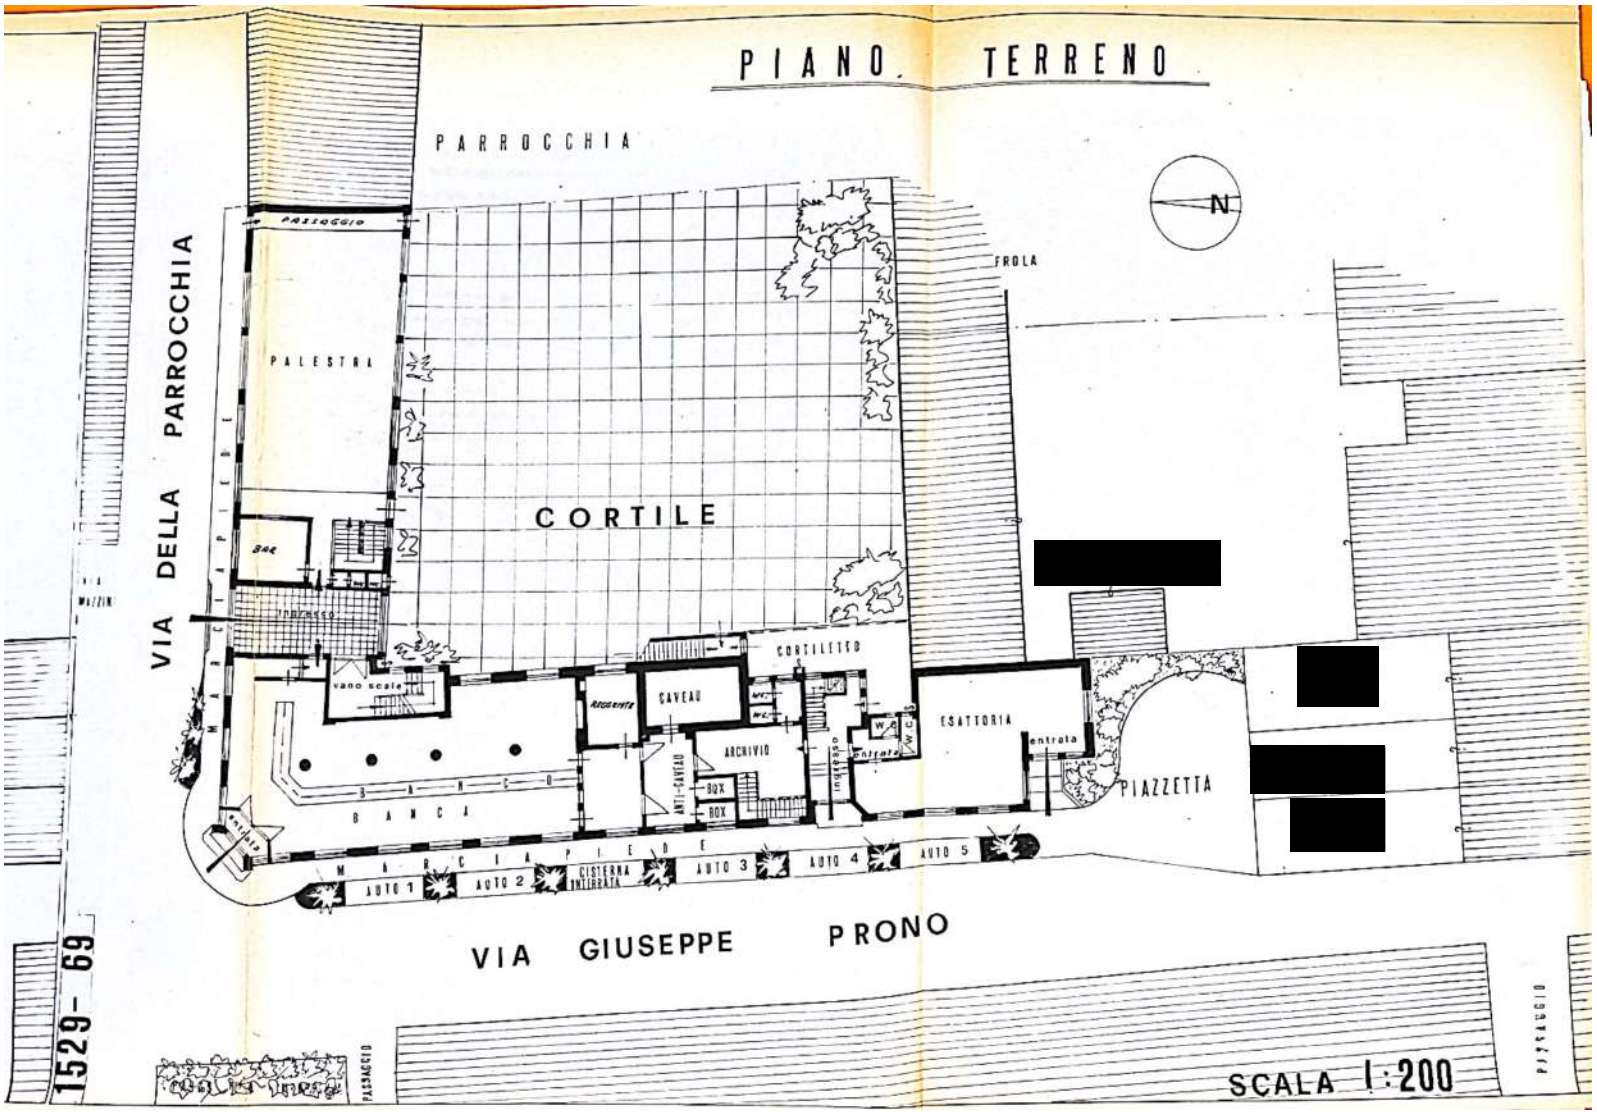 PIANO TERRENO
PARROCCHIA
PASSAGGIO
N
FROLA
VIA DELLA PARROCCHIA
PALESTRA
MARCIAPIEDE
CORTILE
BAR
VIA
MAZZINI
ingresso
CORTILETTO
vano scale
REGGENTE
CAVEAU
W.C.
W.C.
ESATTORIA
W.C.
W.C.
ARCHIVIO
entrata
entrata
ingresso
ANTI-CAVEAU
BOX
BOX
BANCO
BANCA
PIAZZETTA
entrata
MARCIAPIEDE
AUTO 1
AUTO 2
CISTERNA
INTERRATA
AUTO 3
AUTO 4
AUTO 5
VIA GIUSEPPE PRONO
1529-69
PASSAGGIO
PASSAGGIO
SCALA 1:200